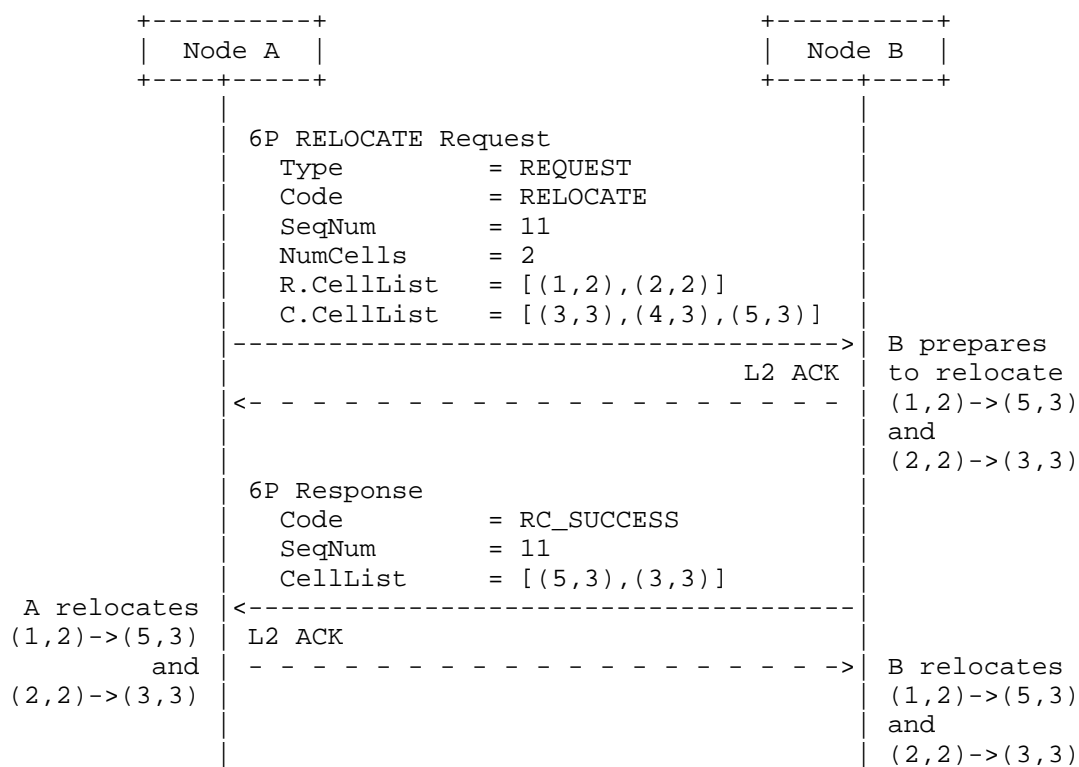 +----------+                           +----------+
|  Node A  |                           |  Node B  |
+----+-----+                           +-----+----+
6P RELOCATE Request
Type         = REQUEST
Code         = RELOCATE
SeqNum       = 11
NumCells     = 2
R.CellList   = [(1,2),(2,2)]
C.CellList   = [(3,3),(4,3),(5,3)]
|--------------------------------------->| B prepares
L2 ACK | to relocate
|<- - - - - - - - - - - - - - - - - - - - | (1,2)->(5,3)
and
(2,2)->(3,3)
6P Response
Code         = RC_SUCCESS
SeqNum       = 11
CellList     = [(5,3),(3,3)]
A relocates |<---------------------------------------|
(1,2)->(5,3) | L2 ACK
and | - - - - - - - - - - - - - - - - - - - ->| B relocates
(2,2)->(3,3) | | (1,2)->(5,3)
and
(2,2)->(3,3)